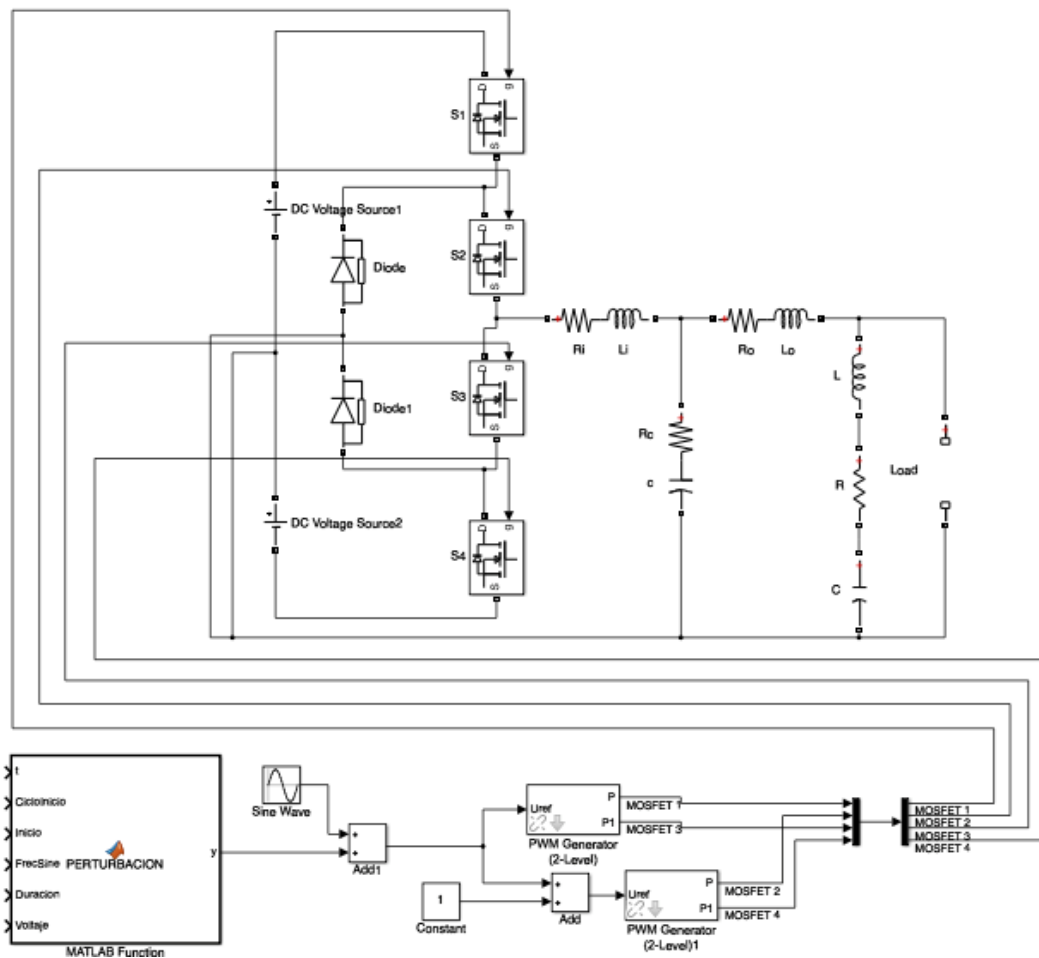 D
g
S1
S
DC Voltage Source1
D
g
S2
S
Diode
Ri
Li
Ro
Lo
D
g
S3
S
Diode1
L
Rc
c
R
Load
DC Voltage Source2
D
g
S4
S
C
t
CicloInicio
Inicio
FrecSine
Duracion
Voltaje
PERTURBACION
y
MATLAB Function
Sine Wave
Add1
1
Constant
Uref
P
P1
PWM Generator
(2-Level)
MOSFET 1
MOSFET 3
Add
Uref
P
P1
PWM Generator
(2-Level)1
MOSFET 2
MOSFET 4
MOSFET 1
MOSFET 2
MOSFET 3
MOSFET 4